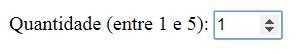 Quantidade (entre 1 e 5): 1